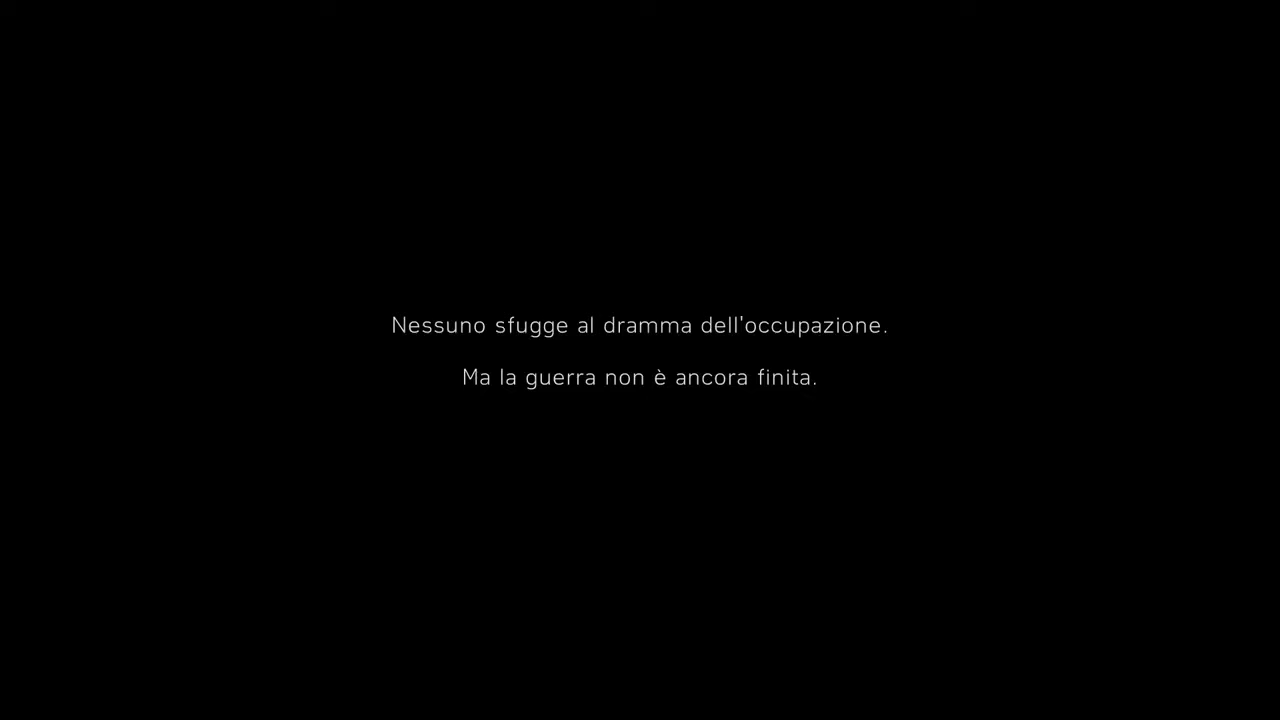 Nessuno sfugge al dramma dell'occupazione.
Ma la guerra non è ancora finita.